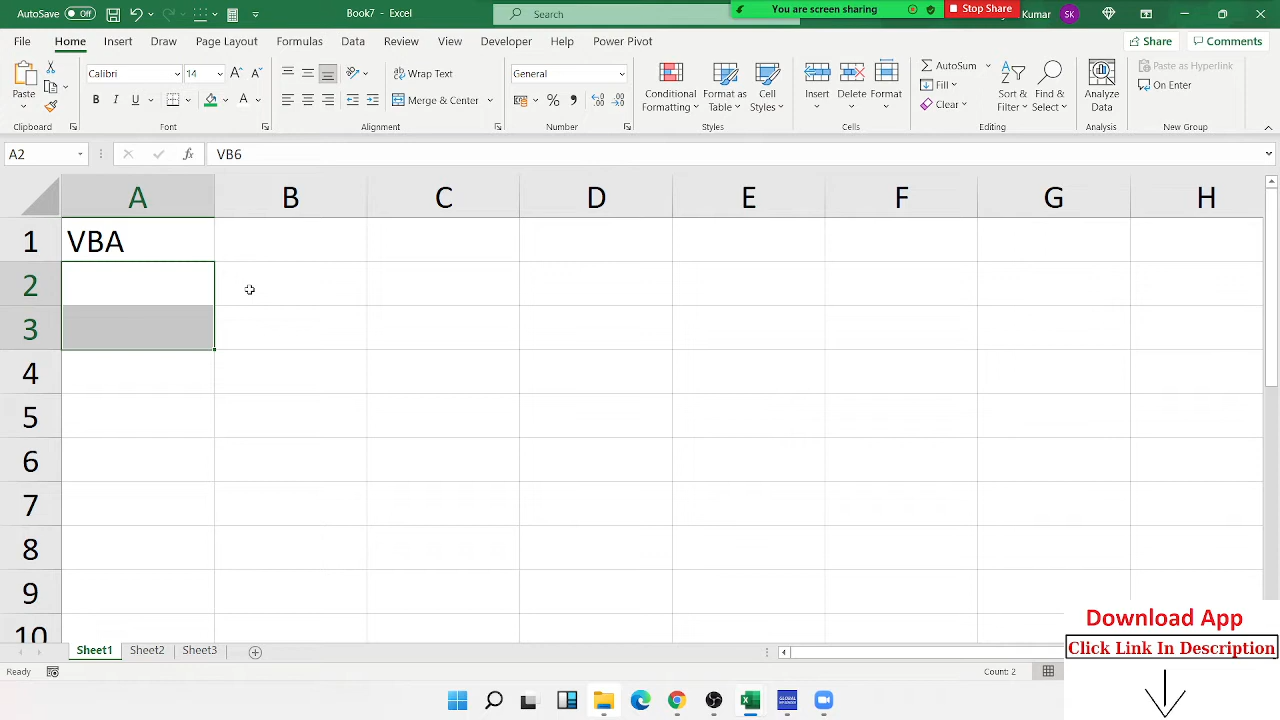 AutoSave Off Book7 - Excel Search You are screen sharing Stop Share Kumar SK
File Home Insert Draw Page Layout Formulas Data Review View Developer Help Power Pivot Share Comments
Calibri 14 Wrap Text General AutoSum Paste as Hyperlink
Fill On Enter
Paste B I U Merge & Center Conditional Formatting Format as Table Cell Styles Insert Delete Format Clear Sort & Filter Find & Select Analyze Data
Clipboard Font Alignment Number Styles Cells Editing Analysis New Group
A2 fx VB6
A B C D E F G H
1 VBA
2
3
4
5
6
7
8
9
10
Download App
Click Link In Description
Sheet1 Sheet2 Sheet3
Ready Count: 2
GLOBAL